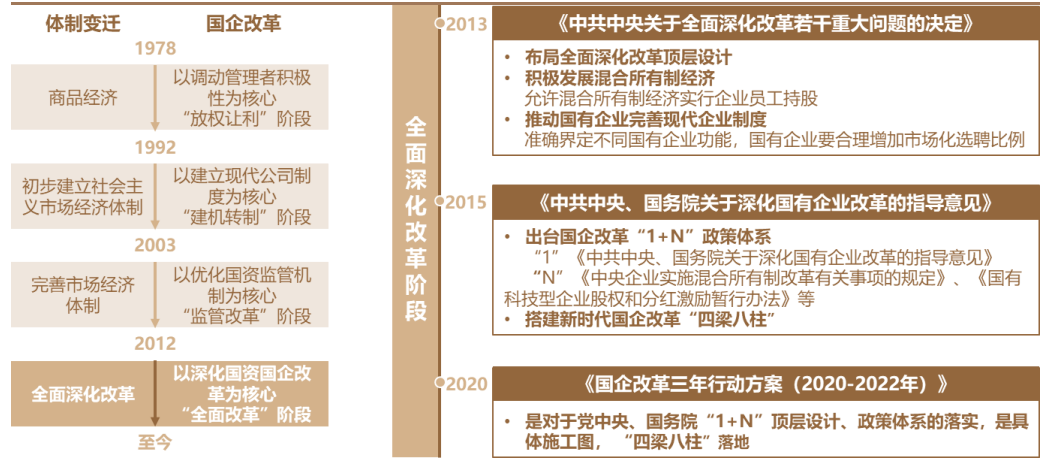 体制变迁
国企改革
1978
商品经济
以调动管理者积极
性为核心
“放权让利”阶段
1992
初步建立社会主
义市场经济体制
以建立现代公司制
度为核心
“建机转制”阶段
2003
完善市场经济
体制
以优化国资监管机
制为核心
“监管改革”阶段
2012
全面深化改革
以深化国资国企改
革为核心
“全面改革”阶段
至今
全面深化改革阶段
2013
《中共中央关于全面深化改革若干重大问题的决定》
• 布局全面深化改革顶层设计
• 积极发展混合所有制经济
允许混合所有制经济实行企业员工持股
• 推动国有企业完善现代企业制度
准确界定不同国有企业功能，国有企业要合理增加市场化选聘比例
2015
《中共中央、国务院关于深化国有企业改革的指导意见》
• 出台国企改革“1+N”政策体系
“1”《中共中央、国务院关于深化国有企业改革的指导意见》
“N”《中央企业实施混合所有制改革有关事项的规定》、《国有
科技型企业股权和分红激励暂行办法》等
• 搭建新时代国企改革“四梁八柱”
2020
《国企改革三年行动方案（2020-2022年）》
• 是对于党中央、国务院“1+N”顶层设计、政策体系的落实，是具
体施工图，“四梁八柱”落地